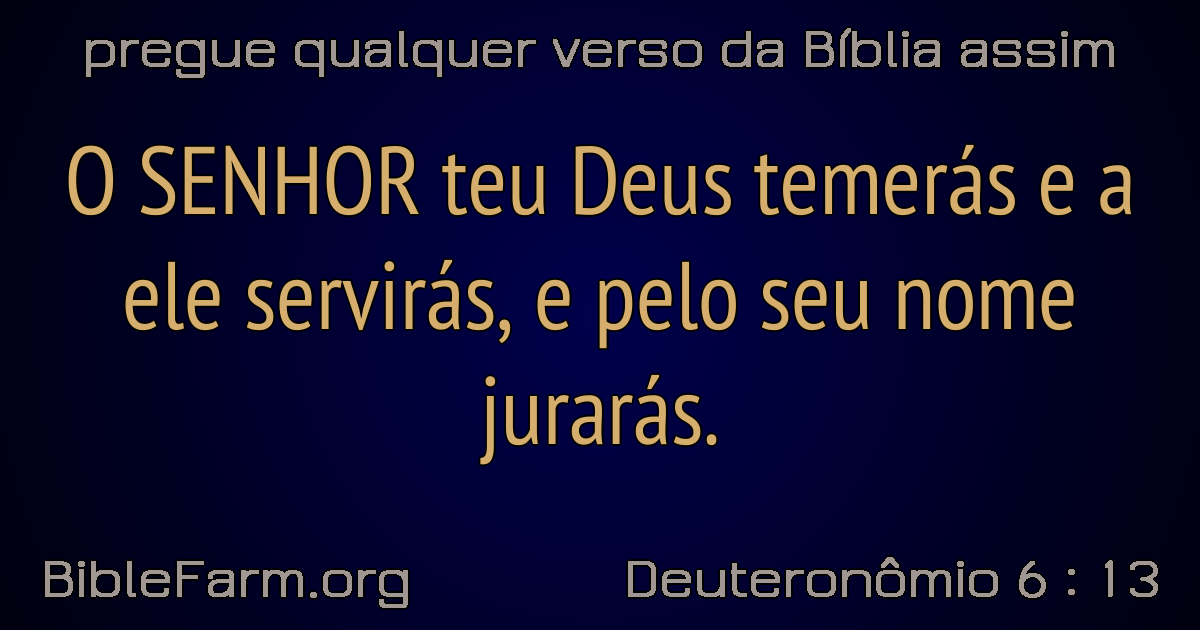 pregue qualquer verso da Bíblia assim
O SENHOR teu Deus temerás e a
ele servirás, e pelo seu nome
jurarás.
BibleFarm.org
Deuteronômio 6 : 13